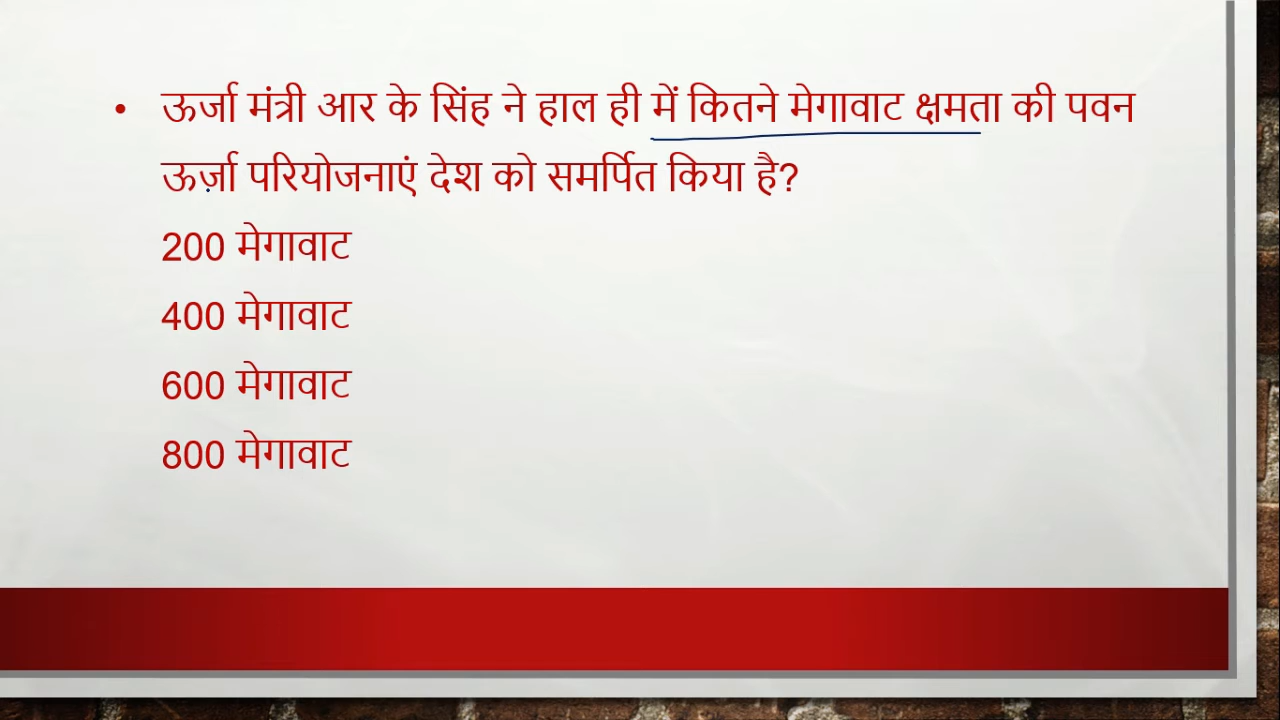 • ऊर्जा मंत्री आर के सिंह ने हाल ही में कितने मेगावाट क्षमता की पवन
ऊर्जा परियोजनाएं देश को समर्पित किया है?
200 मेगावाट
400 मेगावाट
600 मेगावाट
800 मेगावाट